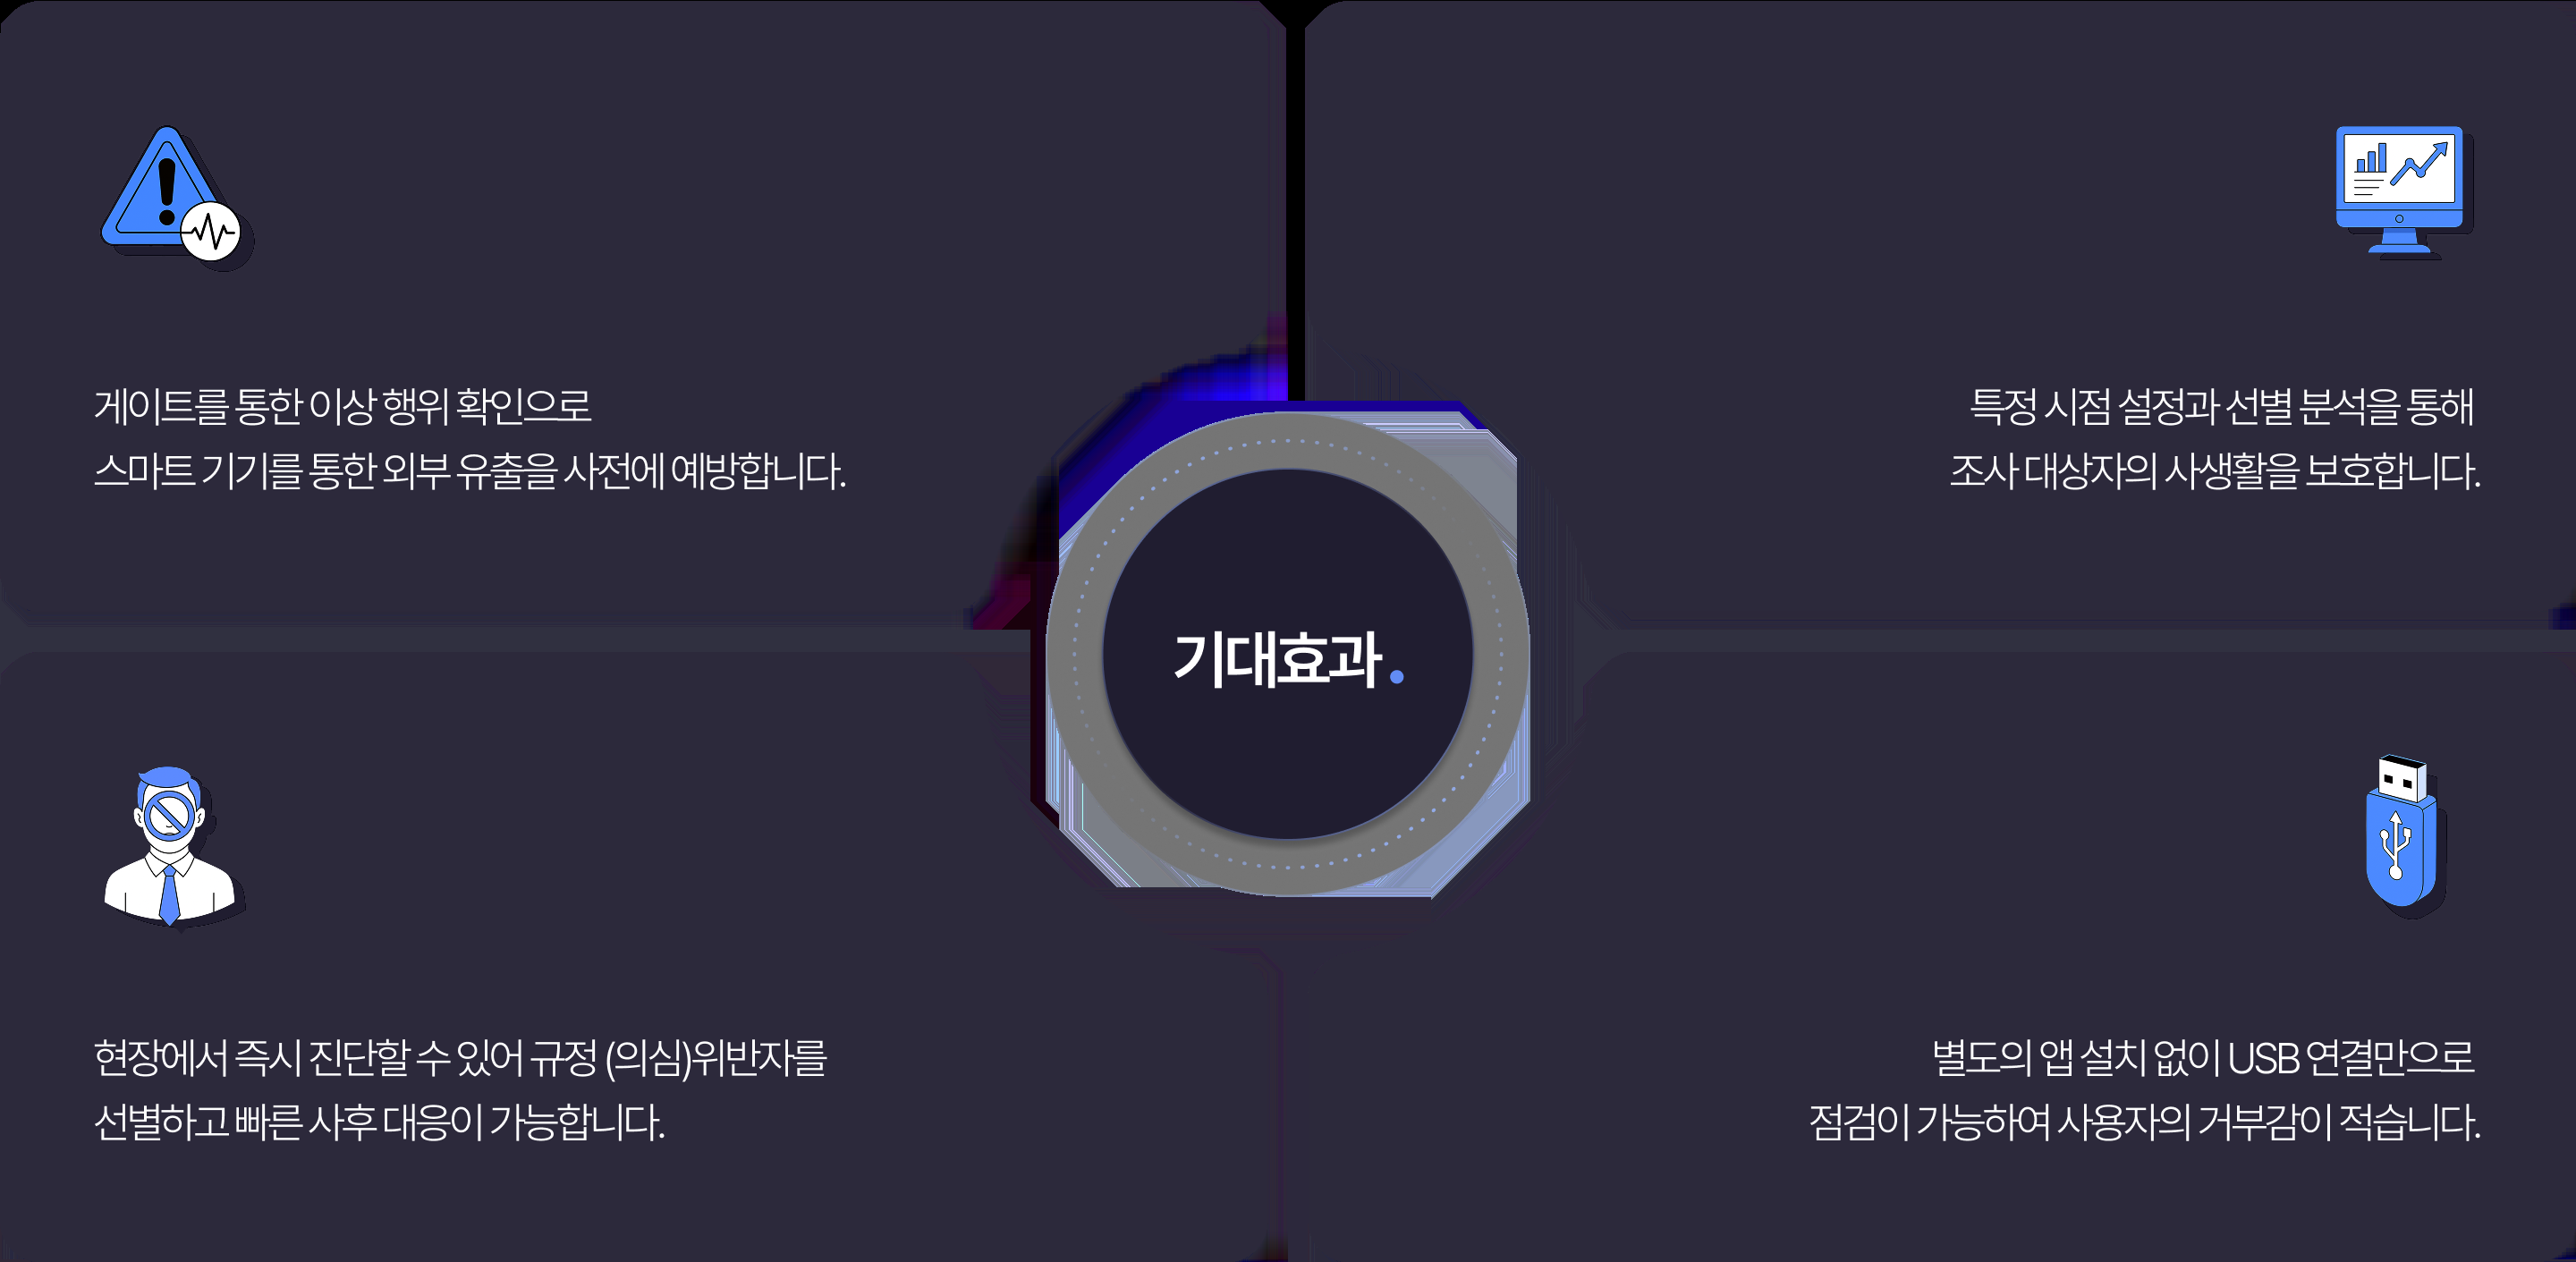 게이트를 통한 이상 행위 확인으로
스마트 기기를 통한 외부 유출을 사전에 예방합니다.
특정 시점 설정과 선별 분석을 통해
조사 대상자의 사생활을 보호합니다.
기대효과
현장에서 즉시 진단할 수 있어 규정 (의심)위반자를
선별하고 빠른 사후 대응이 가능합니다.
별도의 앱 설치 없이 USB 연결만으로
점검이 가능하여 사용자의 거부감이 적습니다.